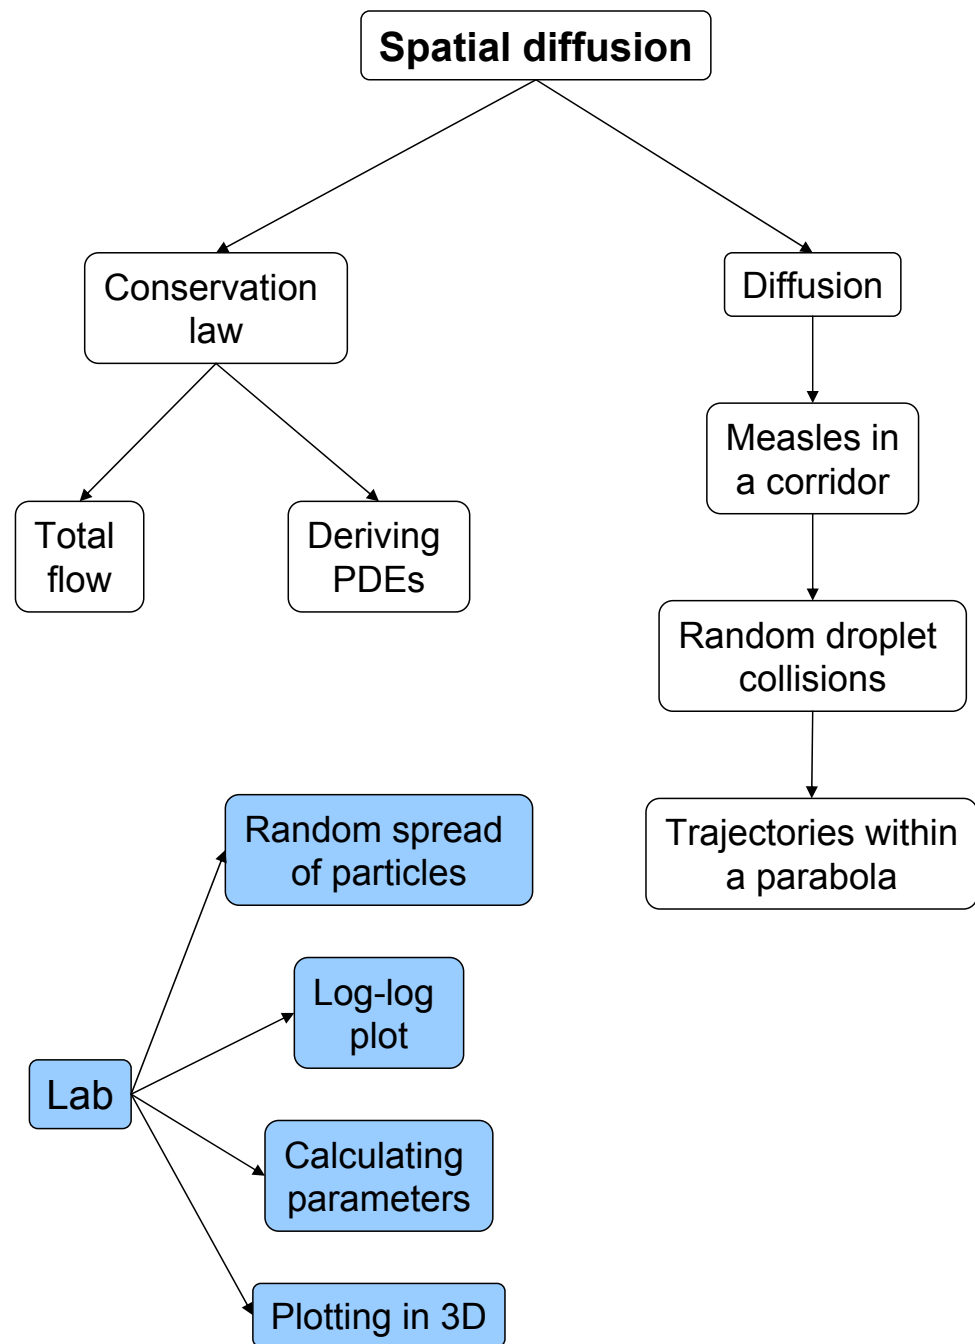 Spatial diffusion
Conservation
law
Diffusion
Measles in
a corridor
Total
flow
Deriving
PDEs
Random droplet
collisions
Trajectories within
a parabola
Random spread
of particles
Log-log
plot
Lab
Calculating
parameters
Plotting in 3D